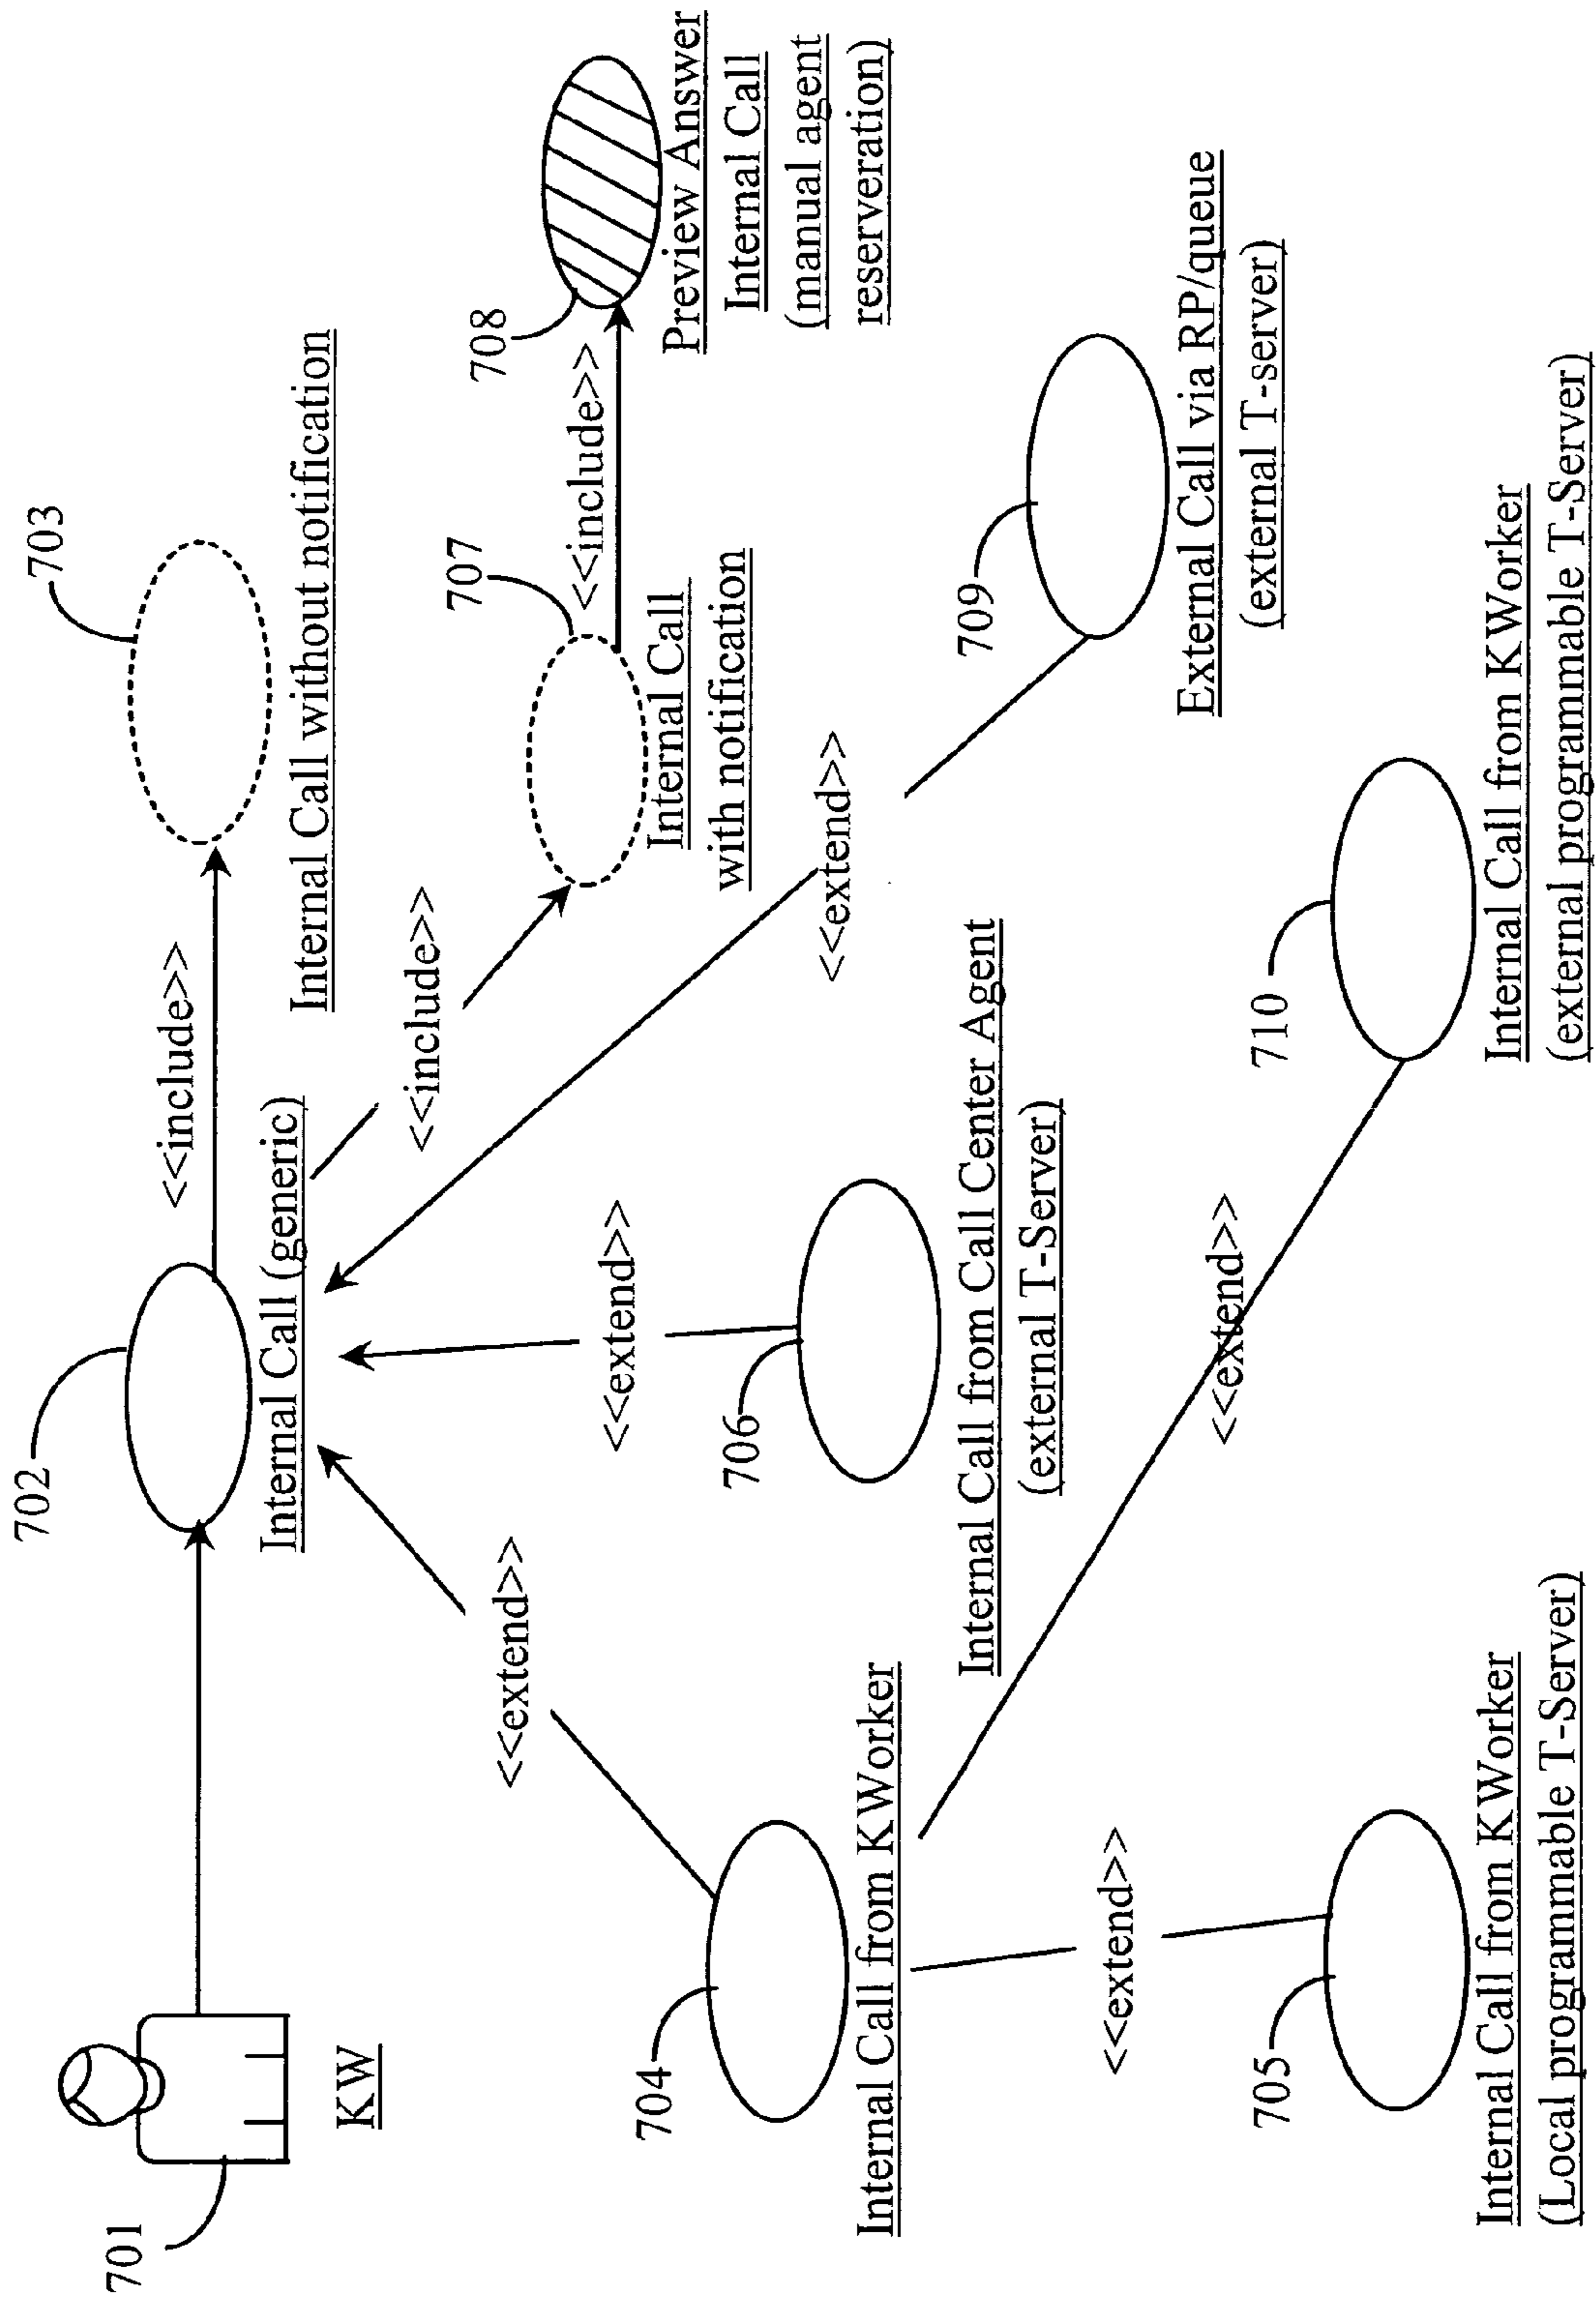 701
KW
702
Internal Call (generic)
<<include>>
703
Internal Call without notification
<<include>>
707
Internal Call
with notification
<<include>>
708
Preview Answer
Internal Call
(manual agent
reserveration)
704
Internal Call from KWorker
<<extend>>
706
Internal Call from Call Center Agent
(external T-Server)
<<extend>>
<<extend>>
709
External Call via RP/queue
(external T-server)
705
Internal Call from KWorker
(Local programmable T-Server)
<<extend>>
<<extend>>
710
Internal Call from KWorker
(external programmable T-Server)